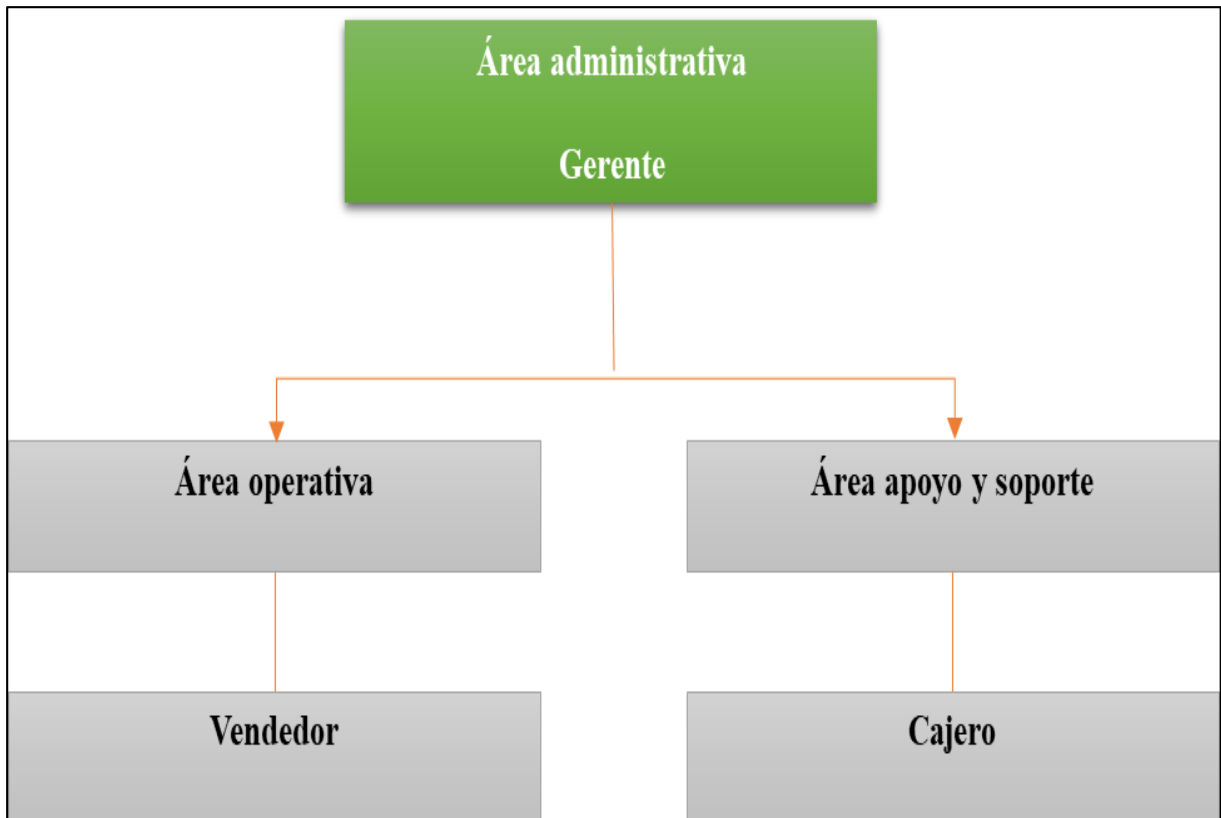 Área administrativa
Gerente
Área operativa
Área apoyo y soporte
Vendedor
Cajero